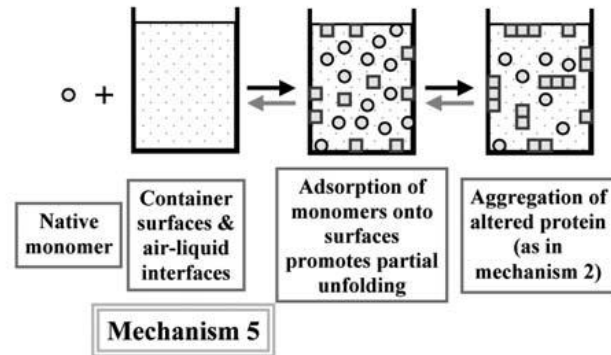 +
Native
monomer
Container
surfaces &
air-liquid
interfaces
Adsorption of
monomers onto
surfaces
promotes partial
unfolding
Aggregation of
altered protein
(as in
mechanism 2)
Mechanism 5